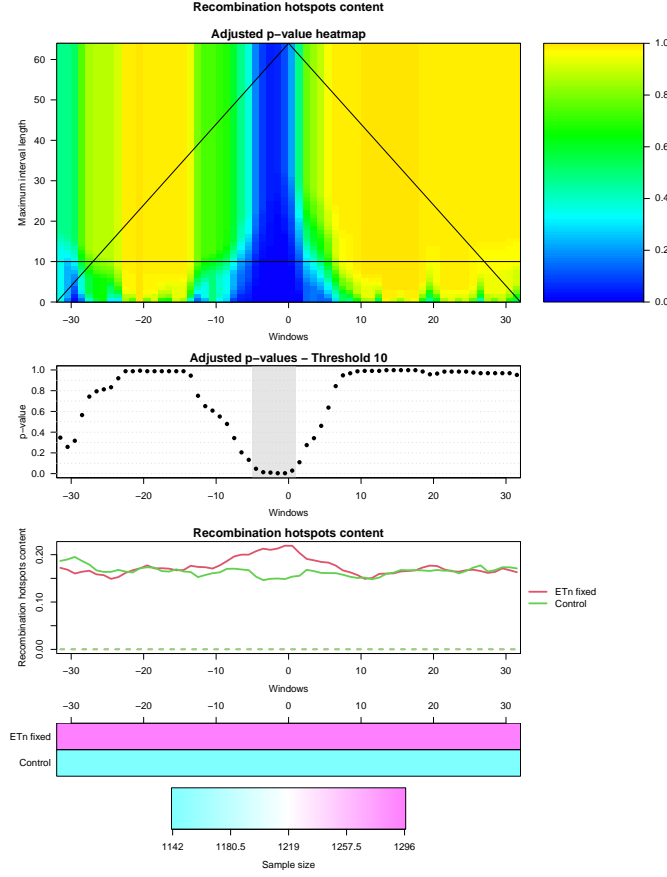 Recombination hotspots content
Adjusted p−value heatmap
Maximum interval length
0 10 20 30 40 50 60
−30 −20 −10 0 10 20 30
Windows
0.0 0.2 0.4 0.6 0.8 1.0
Adjusted p−values − Threshold 10
p−value
0.0 0.2 0.4 0.6 0.8 1.0
−30 −20 −10 0 10 20 30
Windows
Recombination hotspots content
Recombination hotspots content
0.00 0.10 0.20
−30 −20 −10 0 10 20 30
Windows
ETn fixed
Control
−30 −20 −10 0 10 20 30
ETn fixed
Control
1142 1180.5 1219 1257.5 1296
Sample size